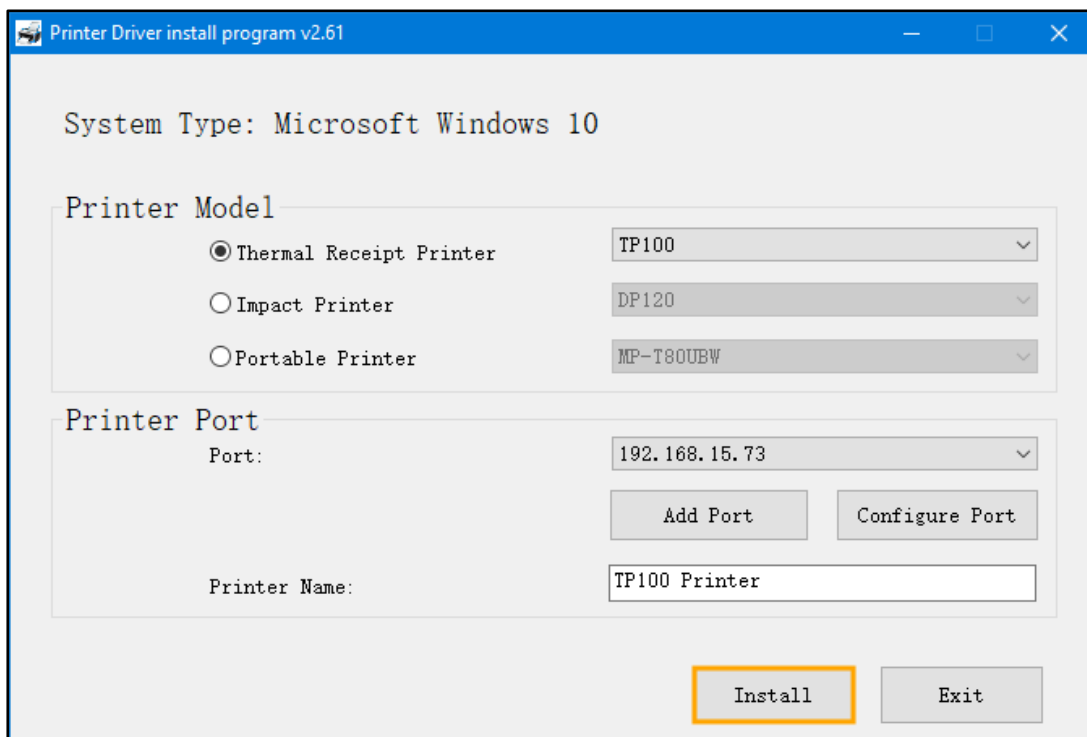 Printer Driver install program v2.61
System Type: Microsoft Windows 10
Printer Model
Thermal Receipt Printer TP100
Impact Printer DP120
Portable Printer MP-T80UBW
Printer Port
Port: 192.168.15.73
Add Port Configure Port
Printer Name: TP100 Printer
Install Exit